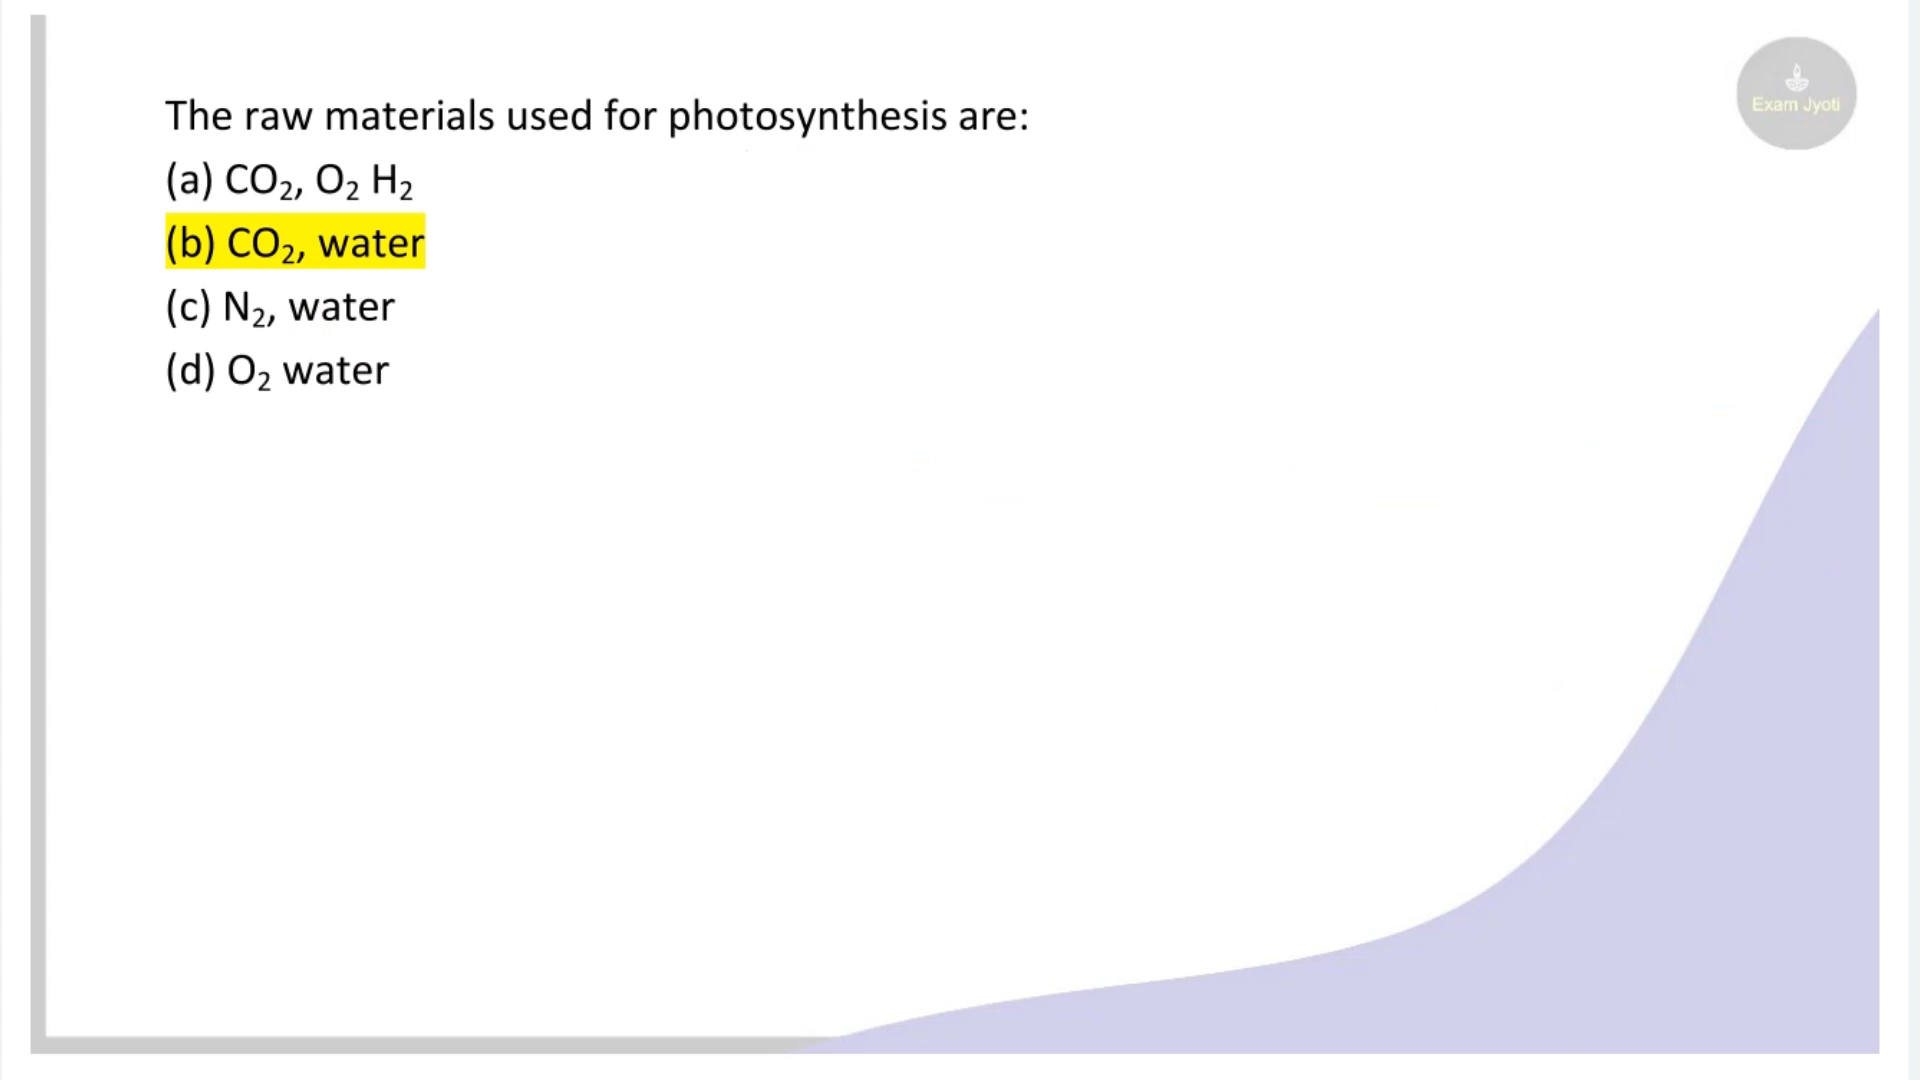 Exam Jyoti
The raw materials used for photosynthesis are:
(a) CO₂, O₂ H₂
(b) CO₂, water
(c) N₂, water
(d) O₂ water